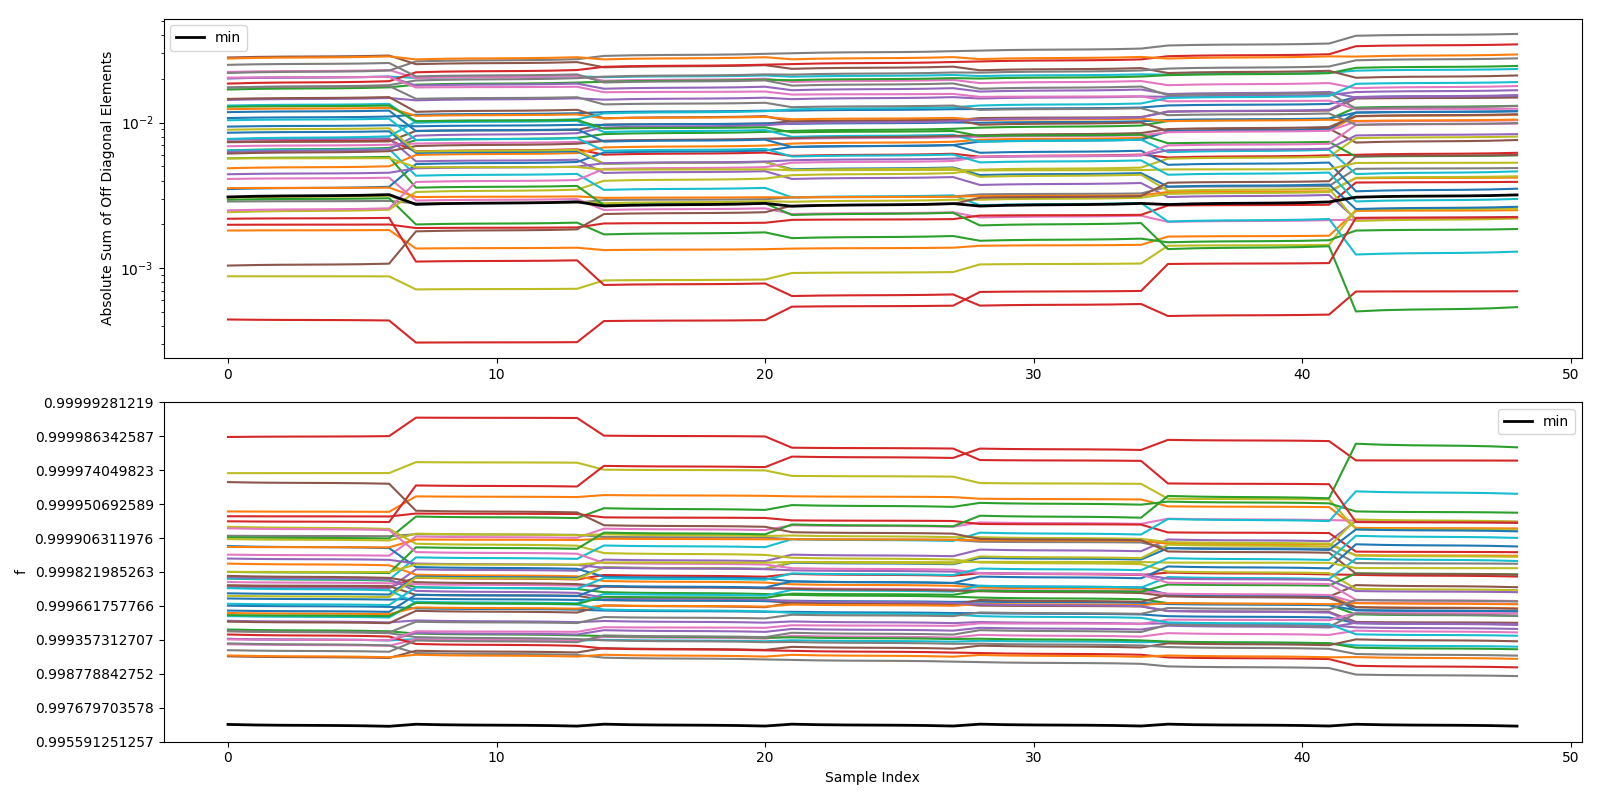 min
Absolute Sum of Off Diagonal Elements
10⁻²
10⁻³
0 10 20 30 40 50
min
f
0.99999281219
0.999986342587
0.999974049823
0.999950692589
0.999906311976
0.999821985263
0.999661757766
0.999357312707
0.998778842752
0.997679703578
0.995591251257
0 10 20 30 40 50
Sample Index